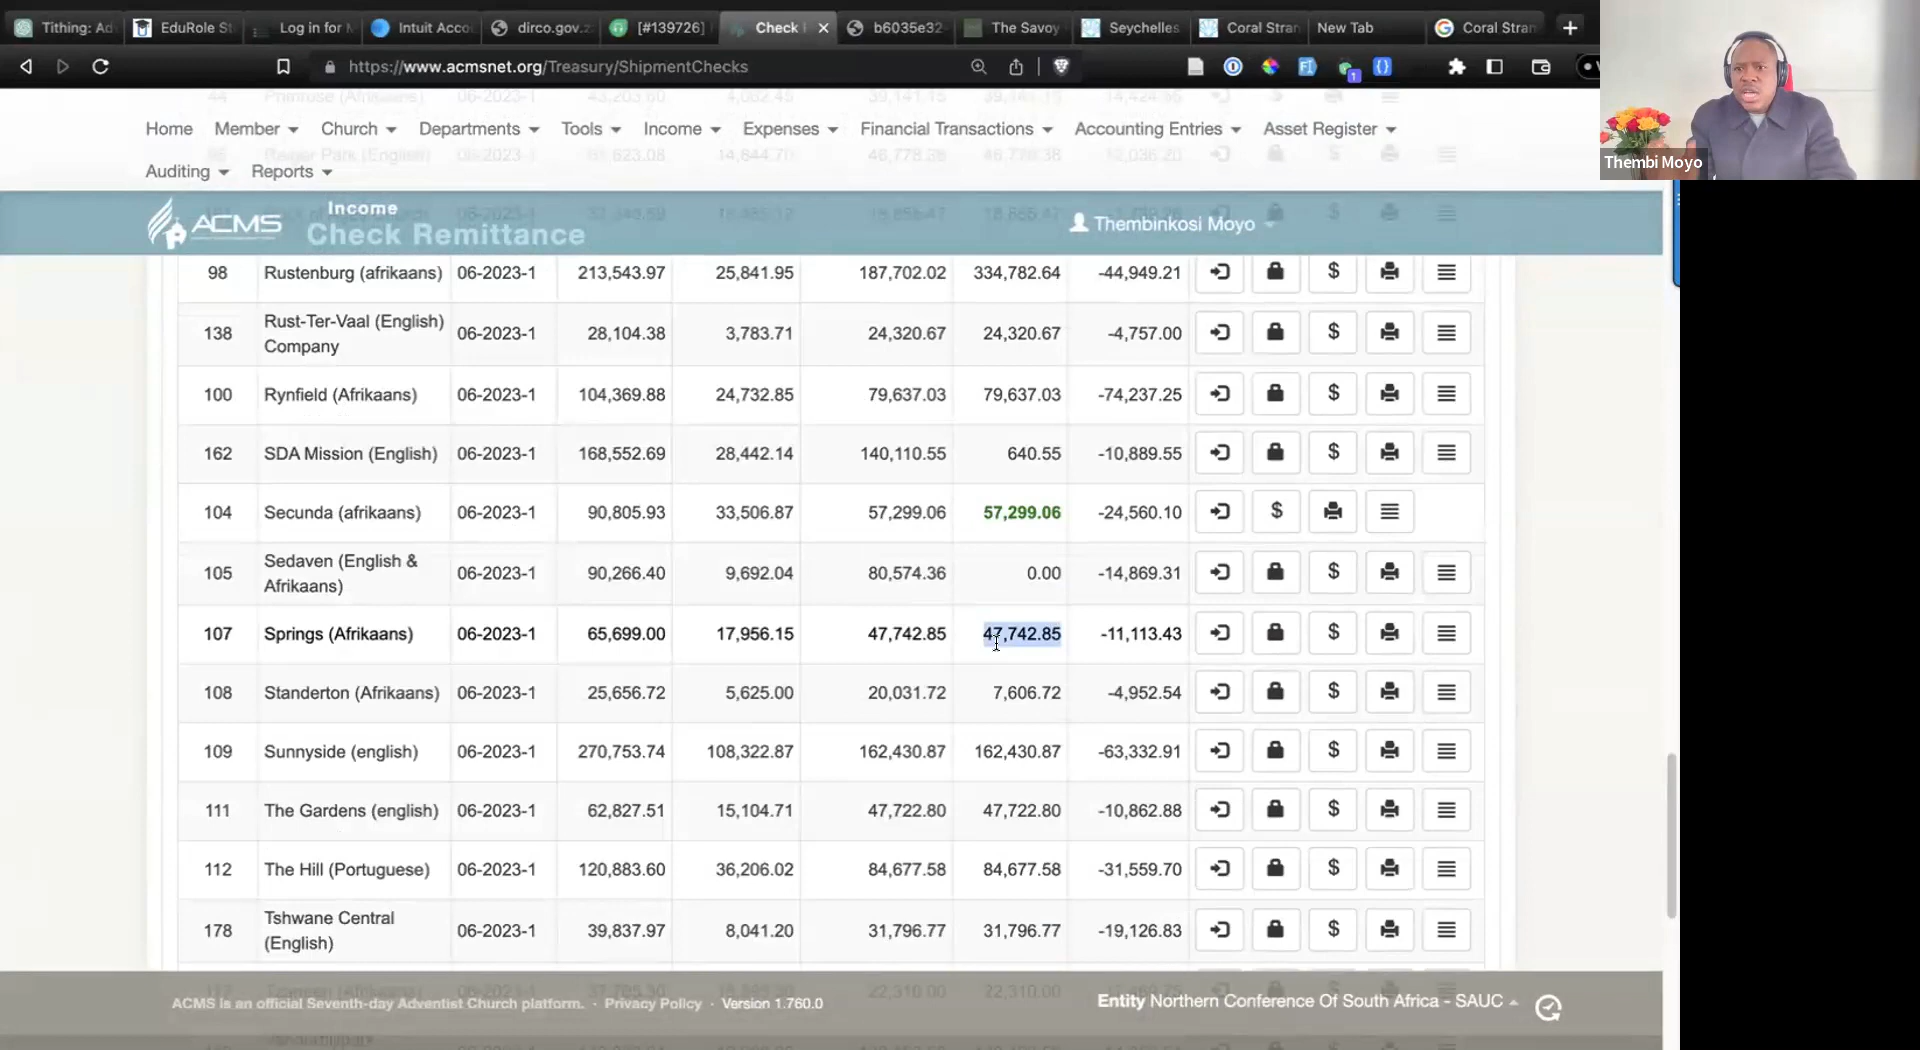 Tithing: Ad
EduRole St
Log in for
Intuit Acco
dirco.gov.z
[#139726]
Check
b6035e32-
The Savoy
Seychelles
Coral Stran
New Tab
Coral Stran
https://www.acmsnet.org/Treasury/ShipmentChecks
Thembi Moyo
Home Member Church Departments Tools Income Expenses Financial Transactions Accounting Entries Asset Register
Auditing Reports
ACMS
Income
Check Remittance
Thembinkosi Moyo
98 Rustenburg (afrikaans) 06-2023-1 213,543.97 25,841.95 187,702.02 334,782.64 -44,949.21 $
138 Rust-Ter-Vaal (English) Company 06-2023-1 28,104.38 3,783.71 24,320.67 24,320.67 -4,757.00 $
100 Rynfield (Afrikaans) 06-2023-1 104,369.88 24,732.85 79,637.03 79,637.03 -74,237.25 $
162 SDA Mission (English) 06-2023-1 168,552.69 28,442.14 140,110.55 640.55 -10,889.55 $
104 Secunda (afrikaans) 06-2023-1 90,805.93 33,506.87 57,299.06 57,299.06 -24,560.10 $
105 Sedaven (English & Afrikaans) 06-2023-1 90,266.40 9,692.04 80,574.36 0.00 -14,869.31 $
107 Springs (Afrikaans) 06-2023-1 65,699.00 17,956.15 47,742.85 47,742.85 -11,113.43 $
108 Standerton (Afrikaans) 06-2023-1 25,656.72 5,625.00 20,031.72 7,606.72 -4,952.54 $
109 Sunnyside (english) 06-2023-1 270,753.74 108,322.87 162,430.87 162,430.87 -63,332.91 $
111 The Gardens (english) 06-2023-1 62,827.51 15,104.71 47,722.80 47,722.80 -10,862.88 $
112 The Hill (Portuguese) 06-2023-1 120,883.60 36,206.02 84,677.58 84,677.58 -31,559.70 $
178 Tshwane Central (English) 06-2023-1 39,837.97 8,041.20 31,796.77 31,796.77 -19,126.83 $
ACMS is an official Seventh-day Adventist Church platform. · Privacy Policy · Version 1.760.0
Entity Northern Conference Of South Africa - SAUC